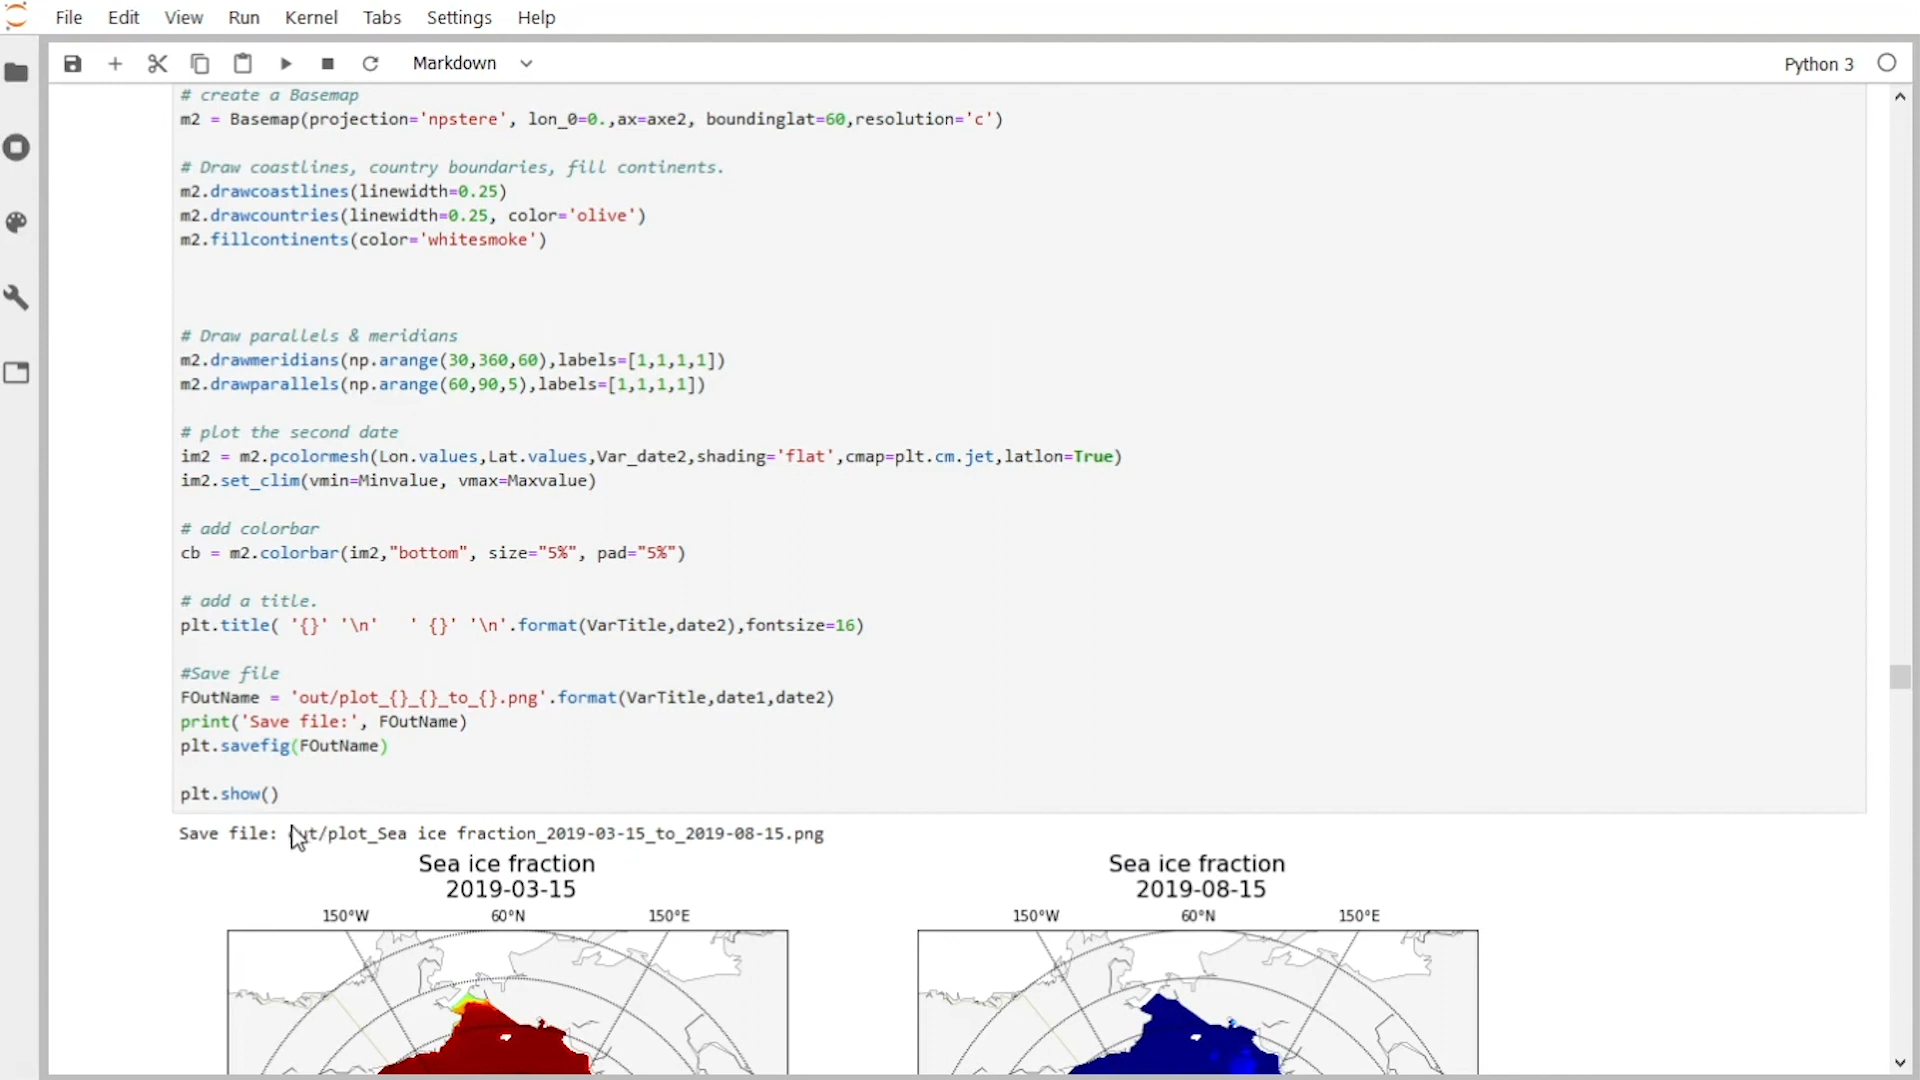 File Edit View Run Kernel Tabs Settings Help
Markdown Python 3
# create a Basemap
m2 = Basemap(projection='npstere', lon_0=0.,ax=axe2, boundinglat=60,resolution='c')
# Draw coastlines, country boundaries, fill continents.
m2.drawcoastlines(linewidth=0.25)
m2.drawcountries(linewidth=0.25, color='olive')
m2.fillcontinents(color='whitesmoke')
# Draw parallels & meridians
m2.drawmeridians(np.arange(30,360,60),labels=[1,1,1,1])
m2.drawparallels(np.arange(60,90,5),labels=[1,1,1,1])
# plot the second date
im2 = m2.pcolormesh(Lon.values,Lat.values,Var_date2,shading='flat',cmap=plt.cm.jet,latlon=True)
im2.set_clim(vmin=Minvalue, vmax=Maxvalue)
# add colorbar
cb = m2.colorbar(im2,"bottom", size="5%", pad="5%")
# add a title.
plt.title( '{}' '\n'   ' {}' '\n'.format(VarTitle,date2),fontsize=16)
#Save file
FOutName = 'out/plot_{}_{}_to_{}.png'.format(VarTitle,date1,date2)
print('Save file:', FOutName)
plt.savefig(FOutName)
plt.show()
Save file: out/plot_Sea ice fraction_2019-03-15_to_2019-08-15.png
Sea ice fraction Sea ice fraction
2019-03-15 2019-08-15
150°W 60°N 150°E 150°W 60°N 150°E